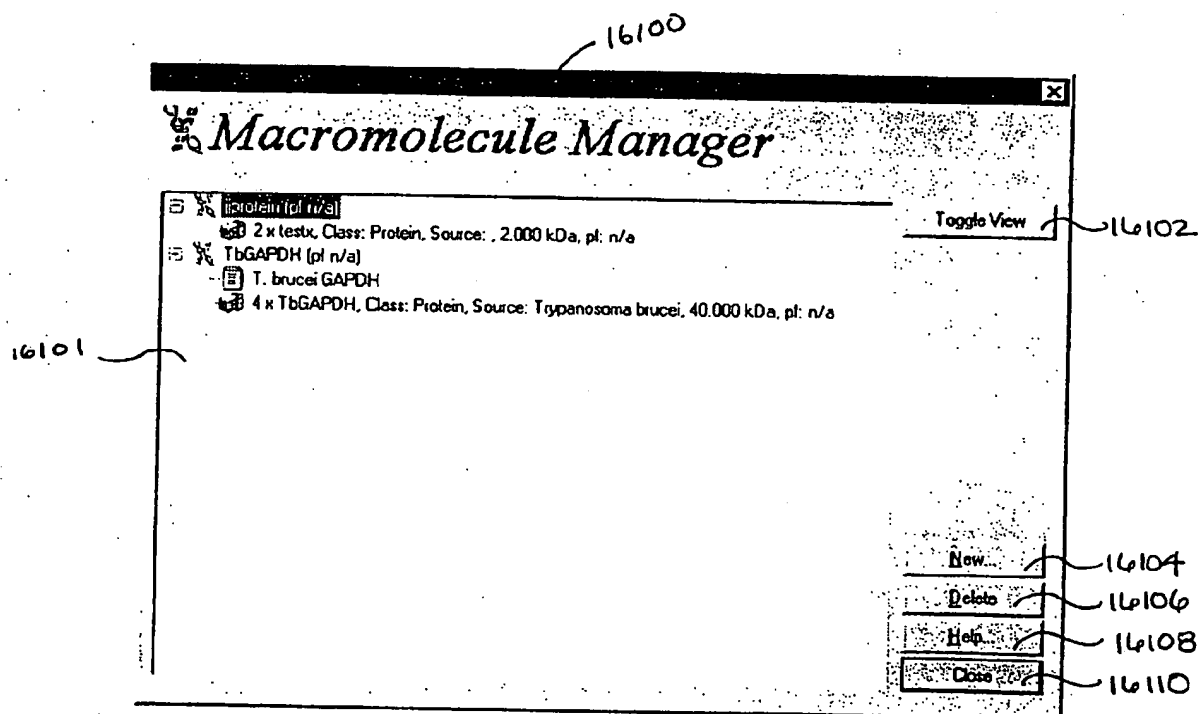 16100
Macromolecule Manager
(pI n/a)
Toggle View
16102
2 x testx, Class: Protein, Source: , 2.000 kDa, pI: n/a
TbGAPDH (pI n/a)
T. brucei GAPDH
4 x TbGAPDH, Class: Protein, Source: Trypanosoma brucei, 40.000 kDa, pI: n/a
16101
New...
16104
Delete
16106
Help...
16108
Close
16110